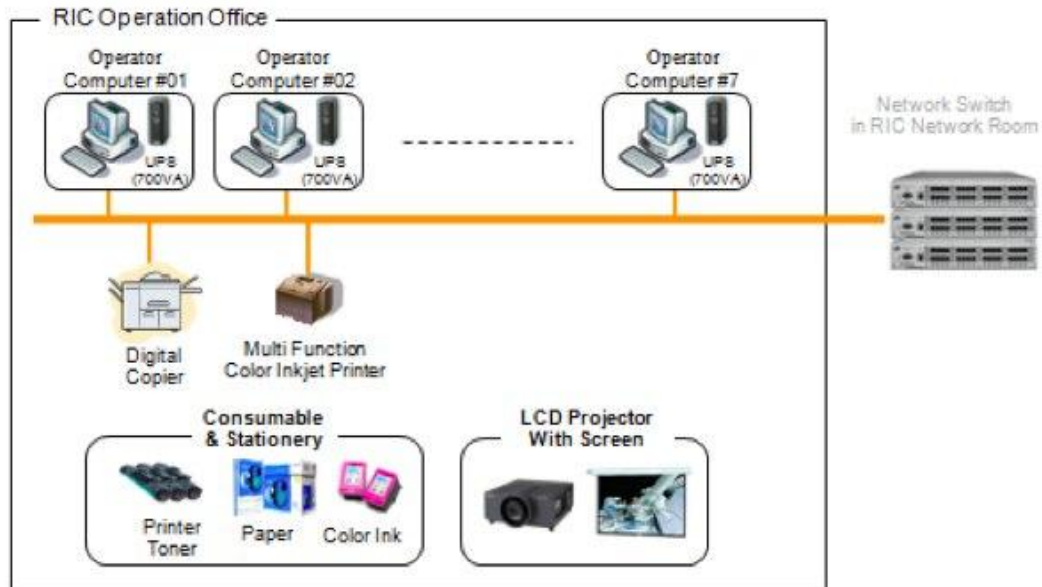 RIC Operation Office
Operator
Computer #01
Operator
Computer #02
Operator
Computer #7
UPS
(700VA)
UPS
(700VA)
UPS
(700VA)
Network Switch
in RIC Network Room
Digital
Copier
Multi Function
Color Inkjet Printer
Consumable
& Stationery
Printer
Toner
Paper
Color Ink
LCD Projector
With Screen